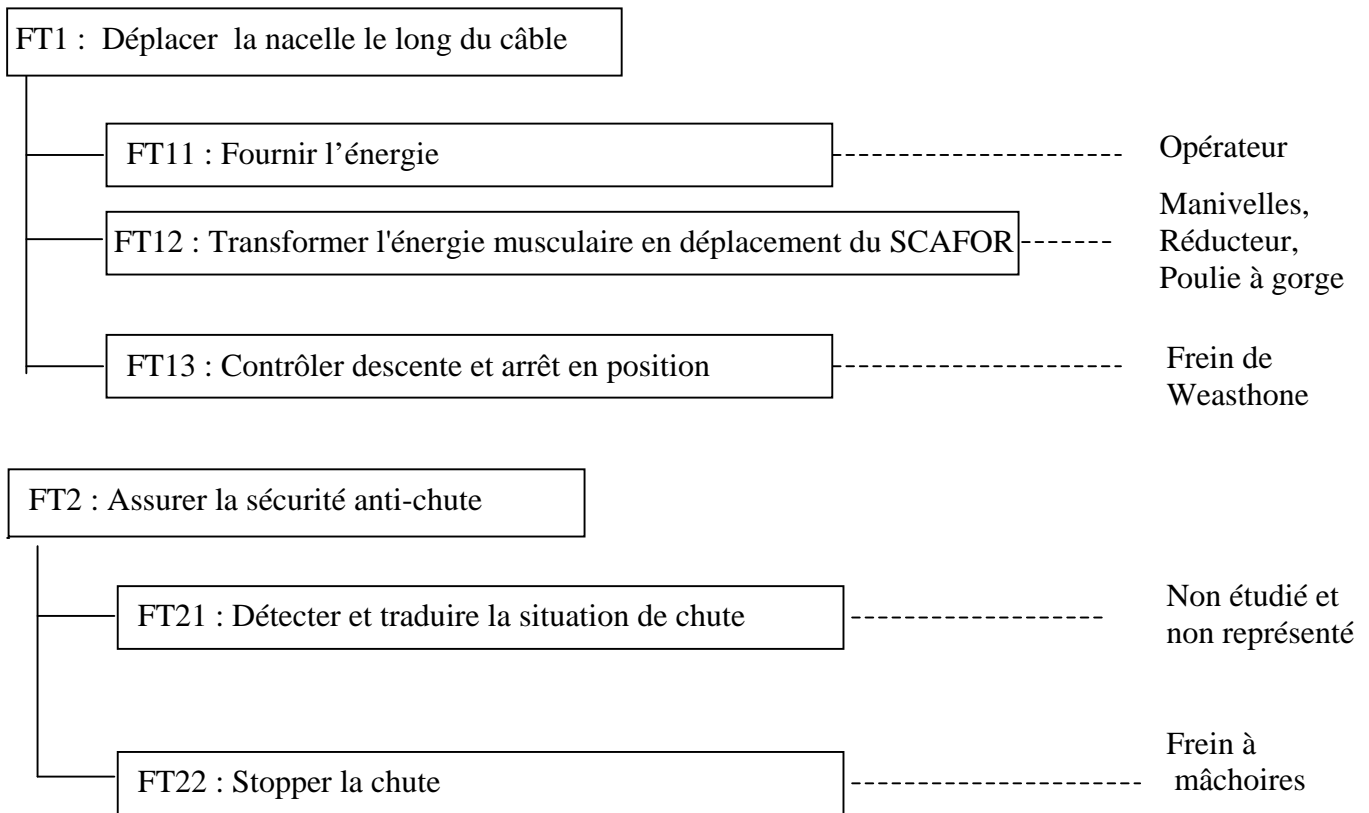 FT1 : Déplacer la nacelle le long du câble
FT11 : Fournir l'énergie
Opérateur
FT12 : Transformer l'énergie musculaire en déplacement du SCAFOR
Manivelles,
Réducteur,
Poulie à gorge
FT13 : Contrôler descente et arrêt en position
Frein de
Weasthone
FT2 : Assurer la sécurité anti-chute
FT21 : Détecter et traduire la situation de chute
Non étudié et
non représenté
FT22 : Stopper la chute
Frein à
mâchoires